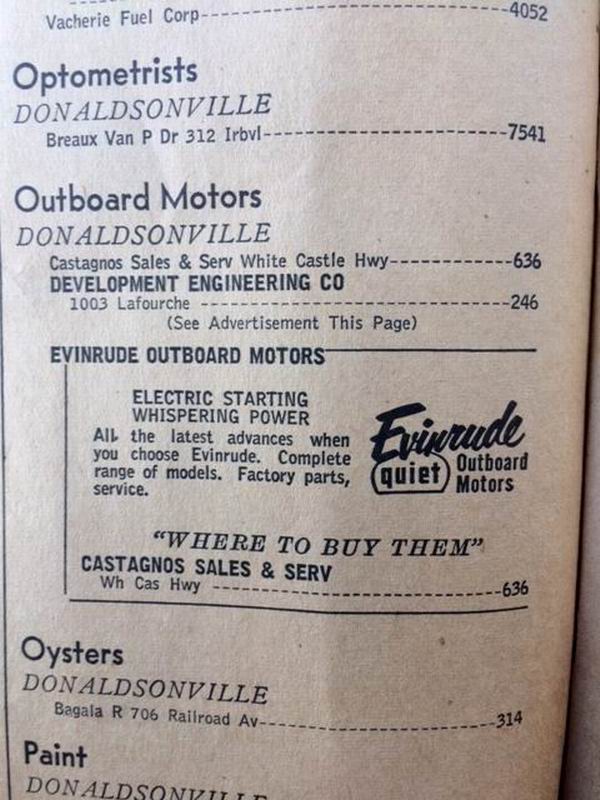 Vacherie Fuel Corp--------------------4052
Optometrists
DONALDSONVILLE
Breaux Van P Dr 312 Irbvl----------------7541
Outboard Motors
DONALDSONVILLE
Castagnos Sales & Serv White Castle Hwy--------636
DEVELOPMENT ENGINEERING CO
1003 Lafourche --------------------246
(See Advertisement This Page)
EVINRUDE OUTBOARD MOTORS
ELECTRIC STARTING
WHISPERING POWER
All the latest advances when
you choose Evinrude. Complete
range of models. Factory parts,
service.
Evinrude
quiet Outboard
Motors
"WHERE TO BUY THEM"
CASTAGNOS SALES & SERV
Wh Cas Hwy --------------------636
Oysters
DONALDSONVILLE
Bagala R 706 Railroad Av----------------314
Paint
DONALDSONVILLE